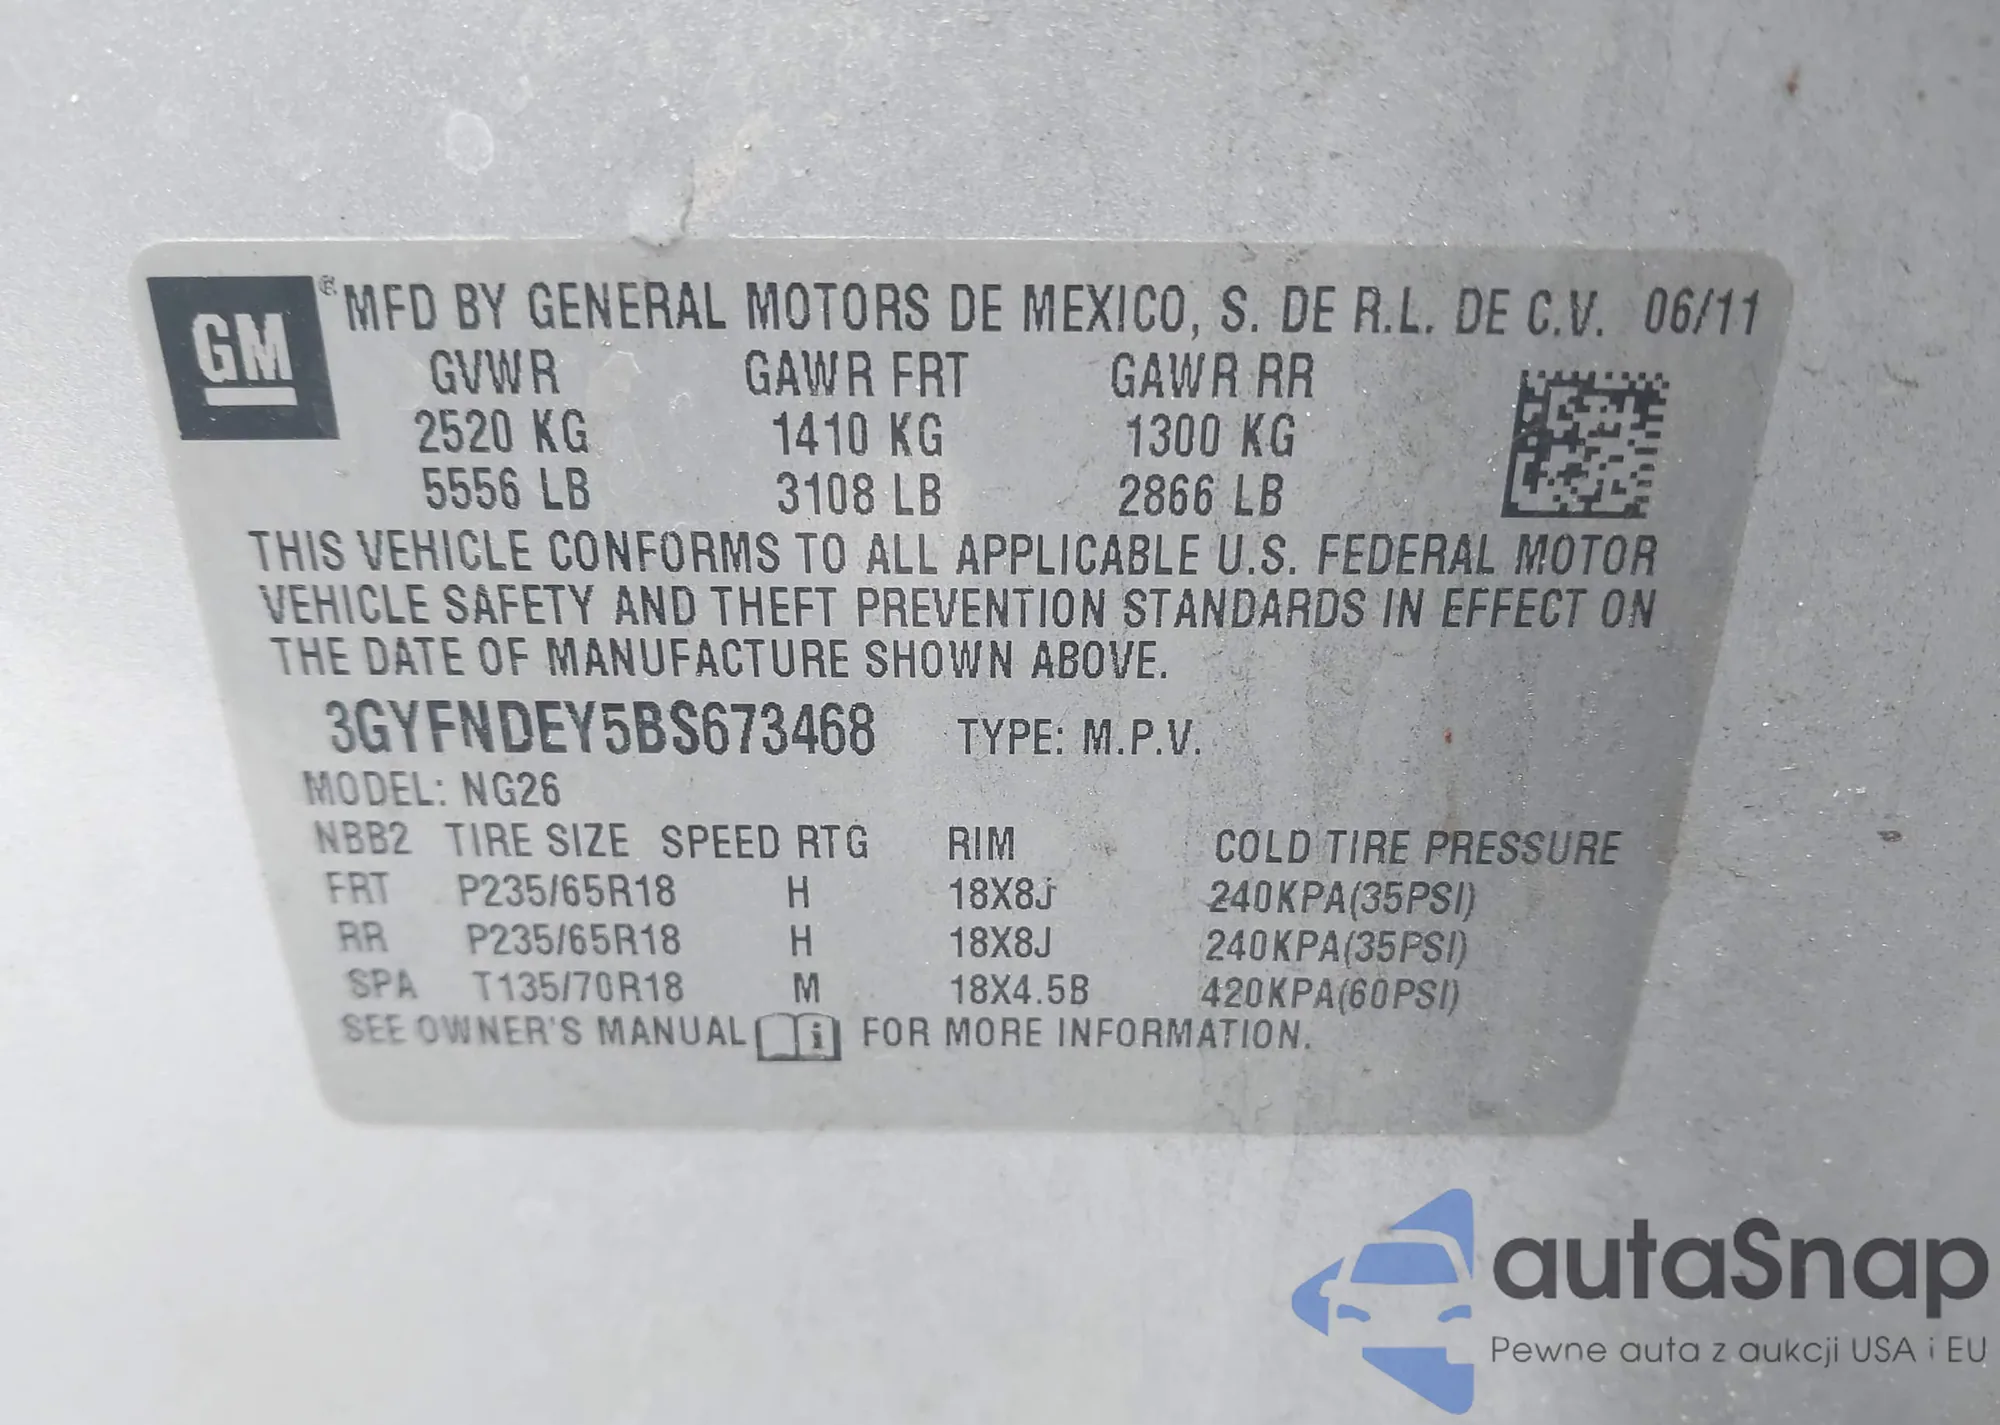 GM
® MFD BY GENERAL MOTORS DE MEXICO, S. DE R.L. DE C.V. 06/11
GVWR GAWR FRT GAWR RR
2520 KG 1410 KG 1300 KG
5556 LB 3108 LB 2866 LB
THIS VEHICLE CONFORMS TO ALL APPLICABLE U.S. FEDERAL MOTOR
VEHICLE SAFETY AND THEFT PREVENTION STANDARDS IN EFFECT ON
THE DATE OF MANUFACTURE SHOWN ABOVE.
3GYFNDEY5BS673468 TYPE: M.P.V.
MODEL: NG26
NBB2 TIRE SIZE SPEED RTG RIM COLD TIRE PRESSURE
FRT P235/65R18 H 18X8J 240KPA(35PSI)
RR P235/65R18 H 18X8J 240KPA(35PSI)
SPA T135/70R18 M 18X4.5B 420KPA(60PSI)
SEE OWNER'S MANUAL i FOR MORE INFORMATION.
autaSnap
Pewne auta z aukcji USA i EU